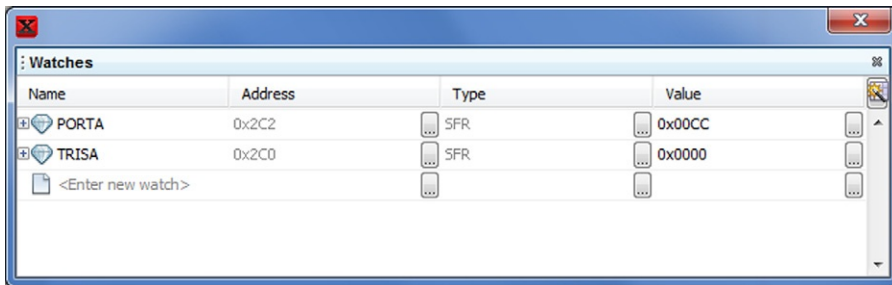 Watches
Name Address Type Value
PORTA 0x2C2 ... SFR ... 0x00CC ...
TRISA 0x2C0 ... SFR ... 0x0000 ...
<Enter new watch> ... ... ...